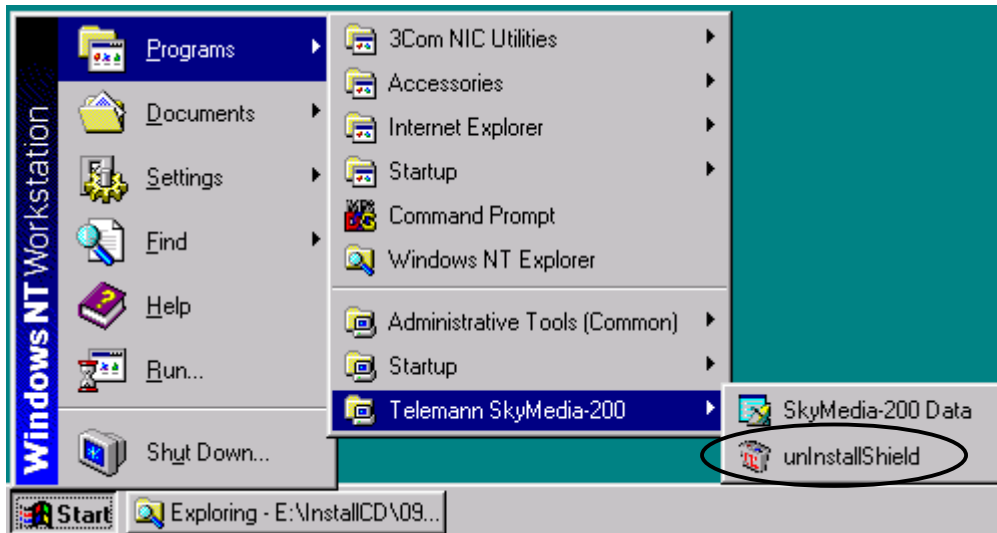 Windows NT Workstation
Programs
Documents
Settings
Find
Help
Run...
Shut Down...
3Com NIC Utilities
Accessories
Internet Explorer
Startup
Command Prompt
Windows NT Explorer
Administrative Tools (Common)
Startup
Telemann SkyMedia-200
SkyMedia-200 Data
unInstallShield
Start
Exploring - E:\InstallCD\09...